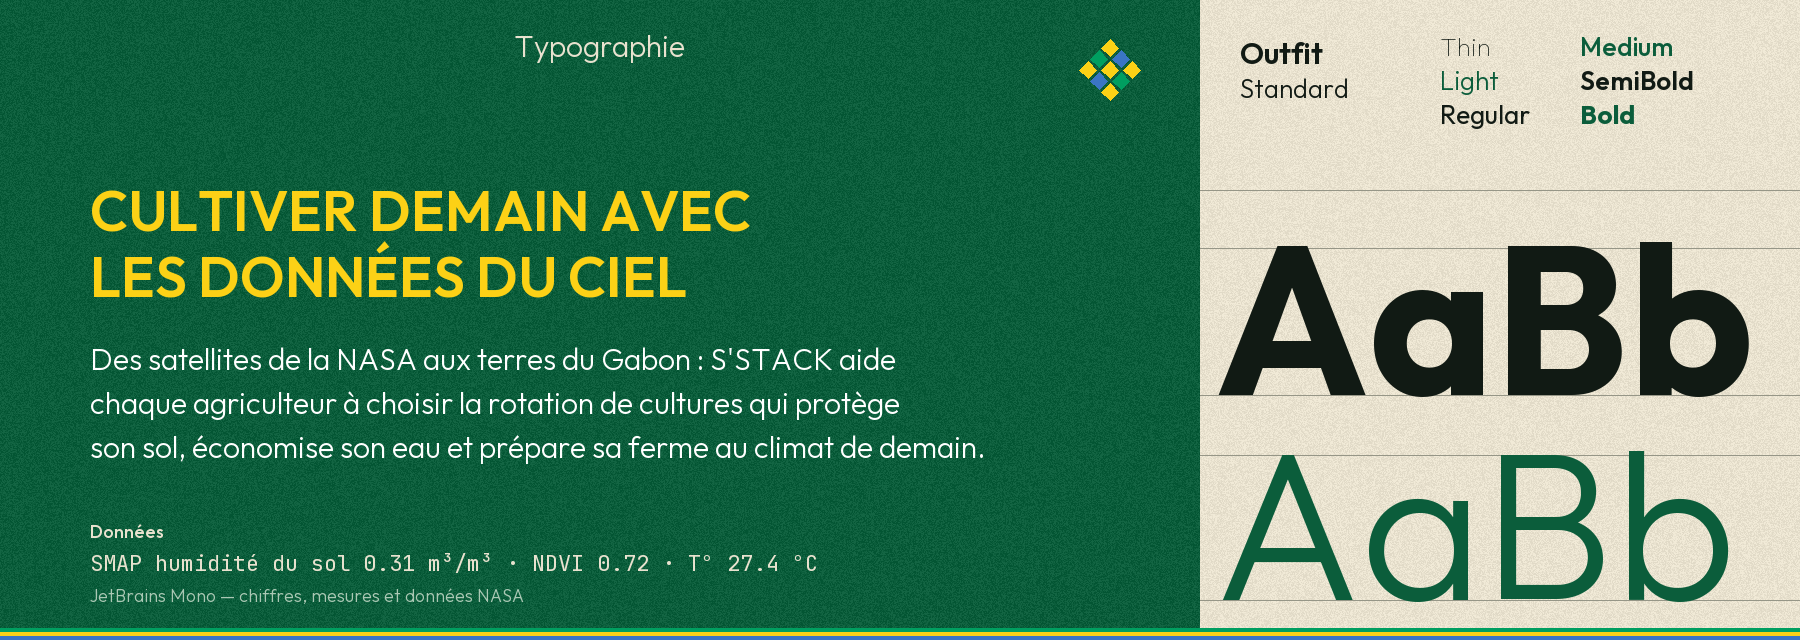 Typographie
CULTIVER DEMAIN AVEC
LES DONNÉES DU CIEL
Des satellites de la NASA aux terres du Gabon : S'STACK aide
chaque agriculteur à choisir la rotation de cultures qui protège
son sol, économise son eau et prépare sa ferme au climat de demain.
Données
SMAP humidité du sol 0.31 m³/m³ · NDVI 0.72 · T° 27.4 °C
JetBrains Mono — chiffres, mesures et données NASA
Outfit
Standard
Thin
Light
Regular
Medium
SemiBold
Bold
AaBb
AaBb